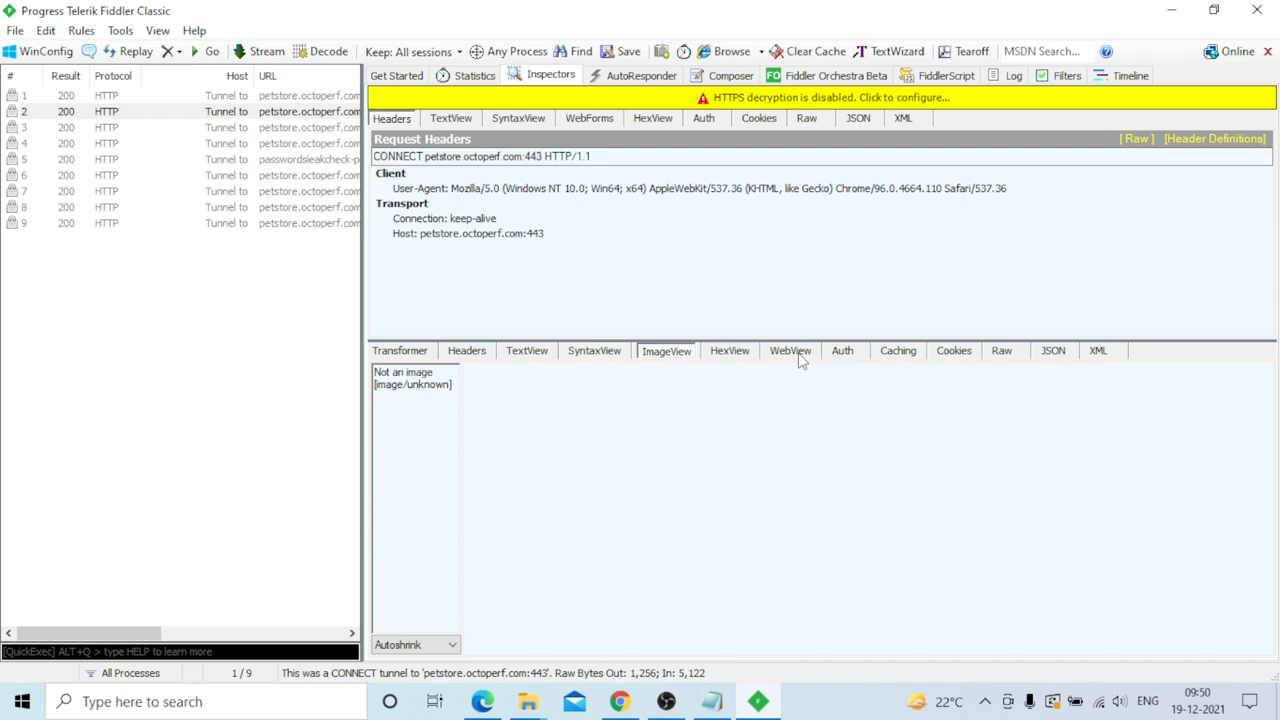 Progress Telerik Fiddler Classic
File Edit Rules Tools View Help
WinConfig Replay Go Stream Decode Keep: All sessions Any Process Find Save Browse Clear Cache TextWizard Tearoff MSDN Search... Online
# Result Protocol Host URL
Get Started Statistics Inspectors AutoResponder Composer FO Fiddler Orchestra Beta FiddlerScript Log Filters Timeline
1 200 HTTP Tunnel to petstore.octoperf.com
2 200 HTTP Tunnel to petstore.octoperf.com
3 200 HTTP Tunnel to petstore.octoperf.com
4 200 HTTP Tunnel to petstore.octoperf.com
5 200 HTTP Tunnel to passwordsleakcheck-p
6 200 HTTP Tunnel to petstore.octoperf.com
7 200 HTTP Tunnel to petstore.octoperf.com
8 200 HTTP Tunnel to petstore.octoperf.com
9 200 HTTP Tunnel to petstore.octoperf.com
HTTPS decryption is disabled. Click to configure...
Headers TextView SyntaxView WebForms HexView Auth Cookies Raw JSON XML
Request Headers [ Raw ] [Header Definitions]
CONNECT petstore.octoperf.com:443 HTTP/1.1
Client
User-Agent: Mozilla/5.0 (Windows NT 10.0; Win64; x64) AppleWebKit/537.36 (KHTML, like Gecko) Chrome/96.0.4664.110 Safari/537.36
Transport
Connection: keep-alive
Host: petstore.octoperf.com:443
Transformer Headers TextView SyntaxView ImageView HexView WebView Auth Caching Cookies Raw JSON XML
Not an image
[image/unknown]
Autoshrink
[QuickExec] ALT+Q > type HELP to learn more
All Processes 1 / 9 This was a CONNECT tunnel to 'petstore.octoperf.com:443'. Raw Bytes Out: 1,256; In: 5,122
Type here to search 22°C ENG 09:50
19-12-2021